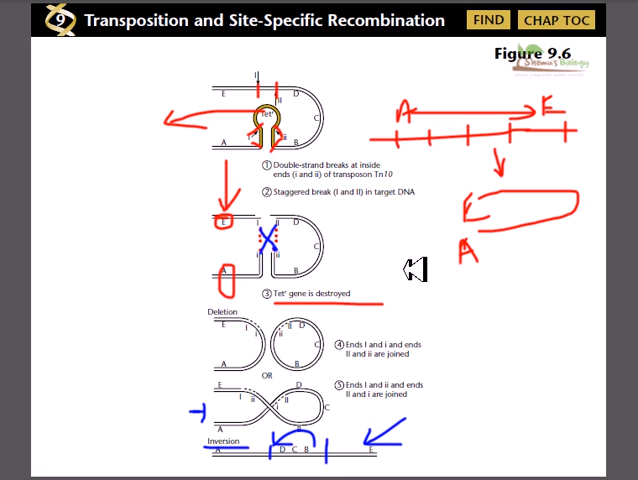 9 Transposition and Site-Specific Recombination FIND CHAP TOC
Figure 9.6
Shomu's Biology
I
E D
II
Tetʳ
C
i ii
A B
A E
① Double-strand breaks at inside
ends (i and ii) of transposon Tn10
② Staggered break (I and II) in target DNA
E I II D
C
i ii
A B
E
A
③ Tetʳ gene is destroyed
Deletion
E I II D
i ii C
A B
④ Ends I and i and ends
II and ii are joined
OR
E D
I ii i II C
A B
⑤ Ends I and ii and ends
II and i are joined
Inversion
A D C B E